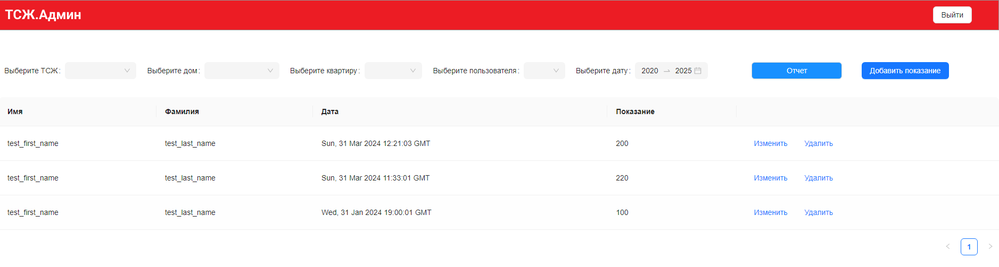 ТСЖ.Админ Выйти
Выберите ТСЖ: Выберите дом: Выберите квартиру: Выберите пользователя: Выберите дату: 2020 → 2025 Отчет Добавить показание
Имя Фамилия Дата Показание
test_first_name test_last_name Sun, 31 Mar 2024 12:21:03 GMT 200 Изменить Удалить
test_first_name test_last_name Sun, 31 Mar 2024 11:33:01 GMT 220 Изменить Удалить
test_first_name test_last_name Wed, 31 Jan 2024 19:00:01 GMT 100 Изменить Удалить
< 1 >